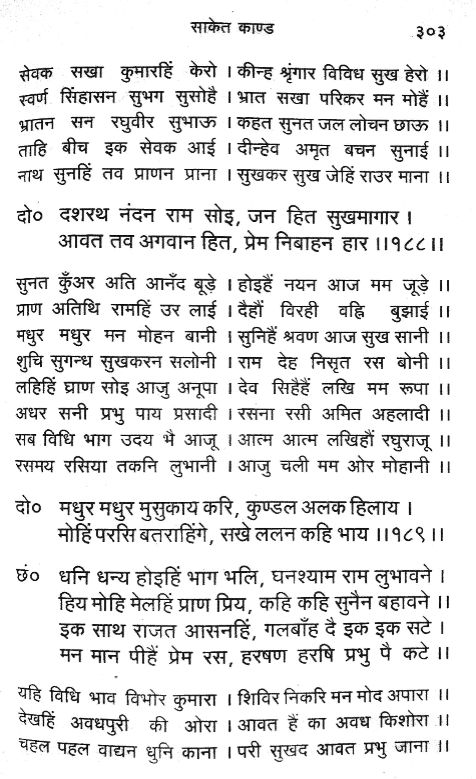 साकेत काण्ड ३०३
सेवक सखा कुमारहिं केरो । कीन्ह श्रृंगार विविध सुख हेरो ।।
स्वर्ण सिंहासन सुभग सुसोहै । भ्रात सखा परिकर मन मोहैं ।।
भ्रातन सन रघुवीर सुभाऊ । कहत सुनत जल लोचन छाऊ ।।
ताहि बीच इक सेवक आई । दीन्हेव अमृत बचन सुनाई ।।
नाथ सुनहिं तव प्राणन प्राना । सुखकर सुख जेहिं राउर माना ।।
दो० दशरथ नंदन राम सोइ, जन हित सुखमागार ।
आवत तव अगवान हित, प्रेम निबाहन हार ।।१८८।।
सुनत कुँअर अति आनँद बूड़े । होइहैं नयन आज मम जूड़े ।।
प्राण अतिथि रामहिं उर लाई । दैहौं विरही वह्नि बुझाई ।।
मधुर मधुर मन मोहन बानी । सुनिहैं श्रवण आज सुख सानी ।।
शुचि सुगन्ध सुखकरन सलोनी । राम देह निसृत रस बोनी ।।
लहिहिं घ्राण सोइ आजु अनूपा । देव सिहैहैं लखि मम रूपा ।।
अधर सनी प्रभु पाय प्रसादी । रसना रसी अमित अहलादी ।।
सब विधि भाग उदय भै आजू । आत्म आत्म लखिहौं रघुराजू ।।
रसमय रसिया तकनि लुभानी । आजु चली मम ओर मोहानी ।।
दो० मधुर मधुर मुसुकाय करि, कुण्डल अलक हिलाय ।
मोहिं परसि बतराहिंगे, सखे ललन कहि भाय ।।१८९।।
छं० धनि धन्य होइहिं भाग भलि, घनश्याम राम लुभावने ।
हिय मोहि मेलहिं प्राण प्रिय, कहि कहि सुनैन बहावने ।।
इक साथ राजत आसनहिं, गलबाँह दै इक इक सटे ।
मन मान पीहैं प्रेम रस, हरषण हरषि प्रभु पै कटे ।।
यहि विधि भाव विभोर कुमारा । शिविर निकरि मन मोद अपारा ।।
देखहिं अवधपुरी की ओरा । आवत हैं का अवध किशोरा ।।
चहल पहल वाद्यन धुनि काना । परी सुखद आवत प्रभु जाना ।।